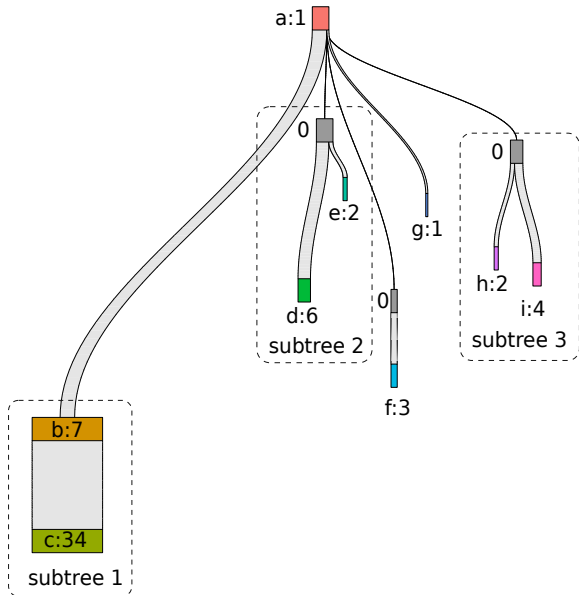 a:1
0
e:2
d:6
subtree 2
0
f:3
g:1
0
h:2
i:4
subtree 3
b:7
c:34
subtree 1